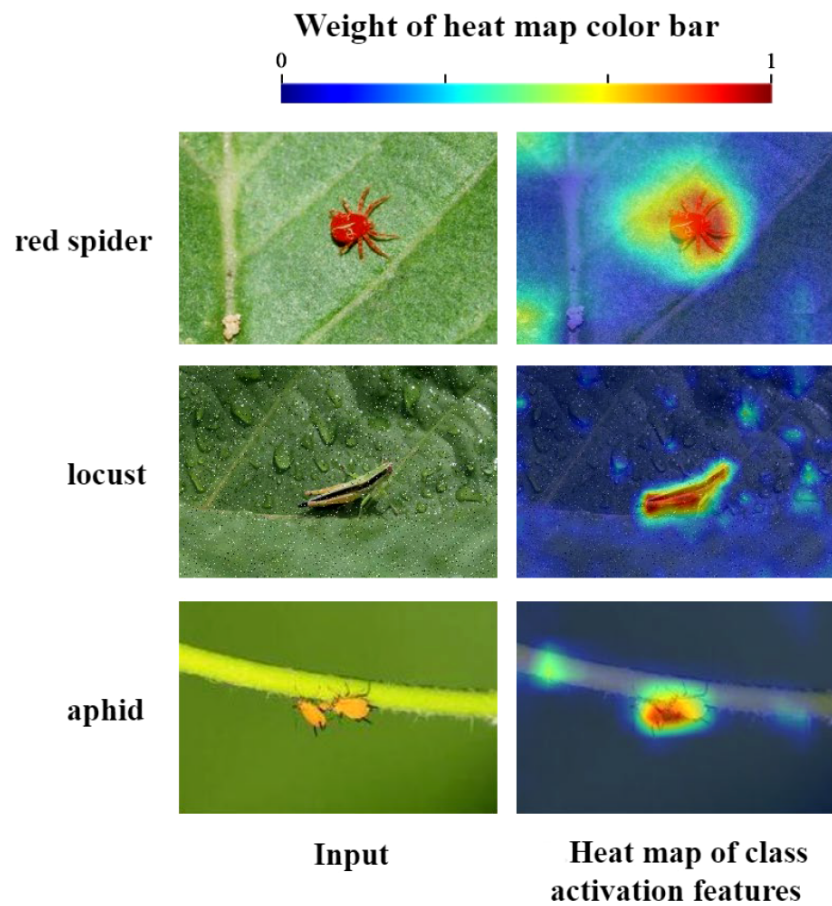 Weight of heat map color bar
0 1
red spider
locust
aphid
Input
Heat map of class
activation features